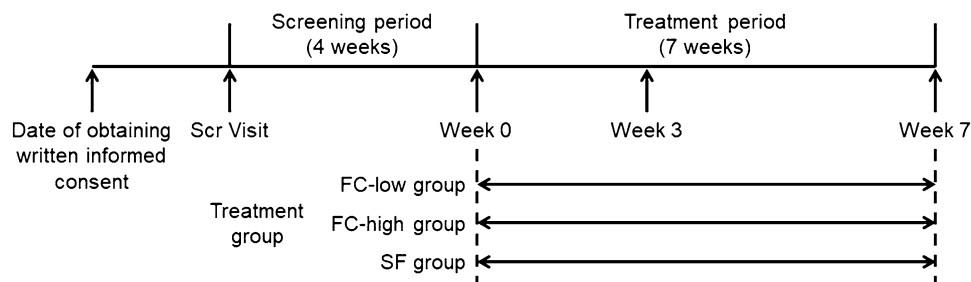 Screening period
(4 weeks)
Treatment period
(7 weeks)
Date of obtaining
written informed
consent
Scr Visit
Week 0
Week 3
Week 7
Treatment
group
FC-low group
FC-high group
SF group